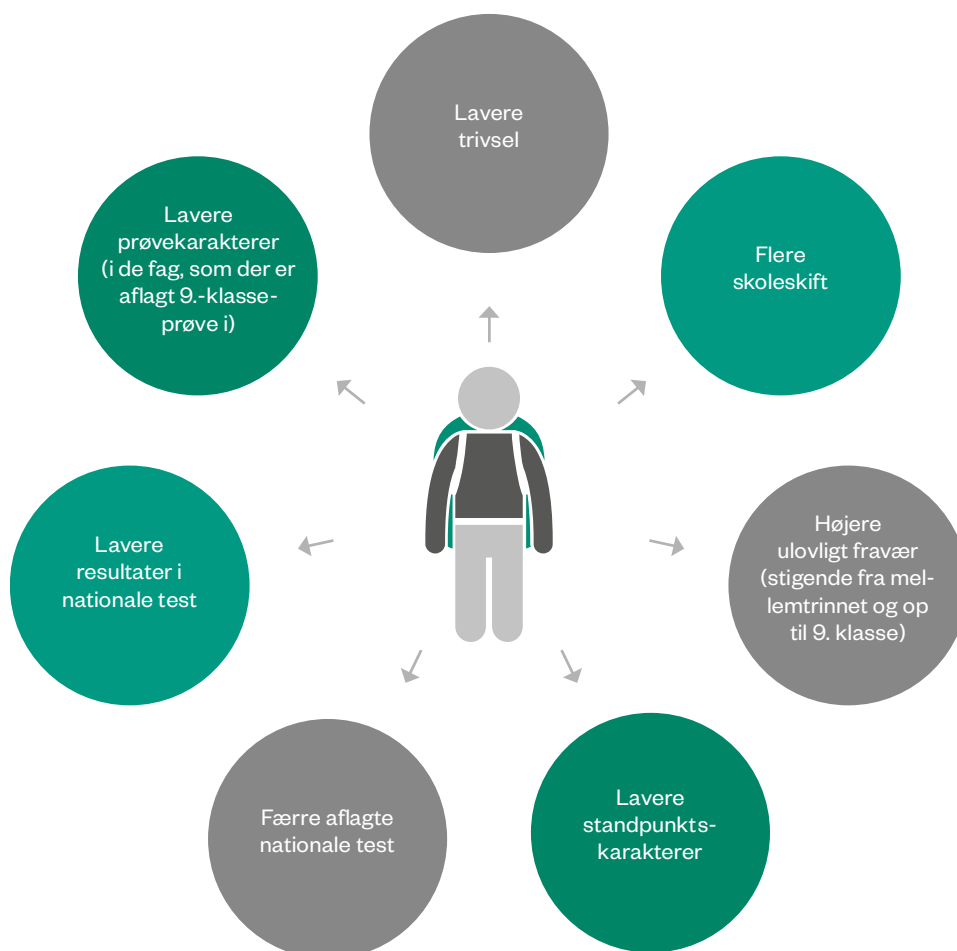 Lavere
trivsel
Lavere
prøvekarakterer
(i de fag, som der er
aflagt 9.-klasse-
prøve i)
Flere
skoleskift
Lavere
resultater i
nationale test
Højere
ulovligt fravær
(stigende fra mel-
lemtrinnet og op
til 9. klasse)
Færre aflagte
nationale test
Lavere
standpunkts-
karakterer